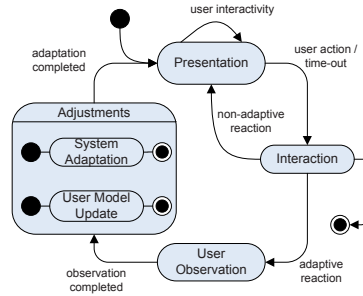 user interactivity
adaptation
completed
Presentation
user action /
time-out
Adjustments
non-adaptive
reaction
System
Adaptation
Interaction
User Model
Update
User
Observation
observation
completed
adaptive
reaction